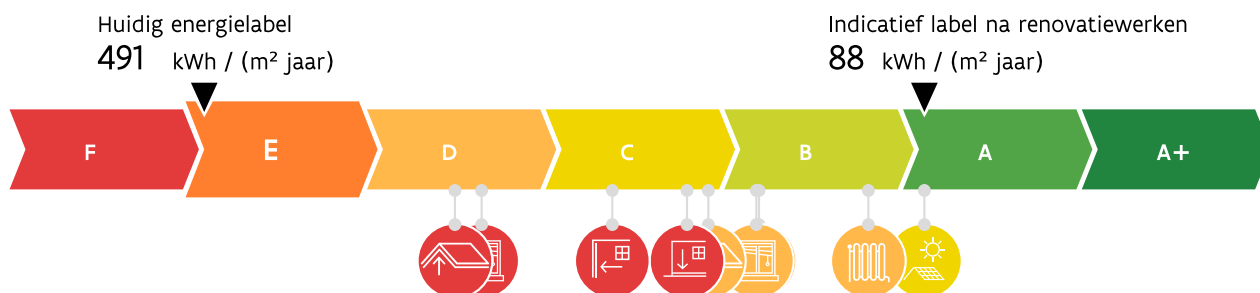 Huidig energielabel
491 kWh / (m² jaar)
Indicatief label na renovatiewerken
88 kWh / (m² jaar)
F E D C B A A+